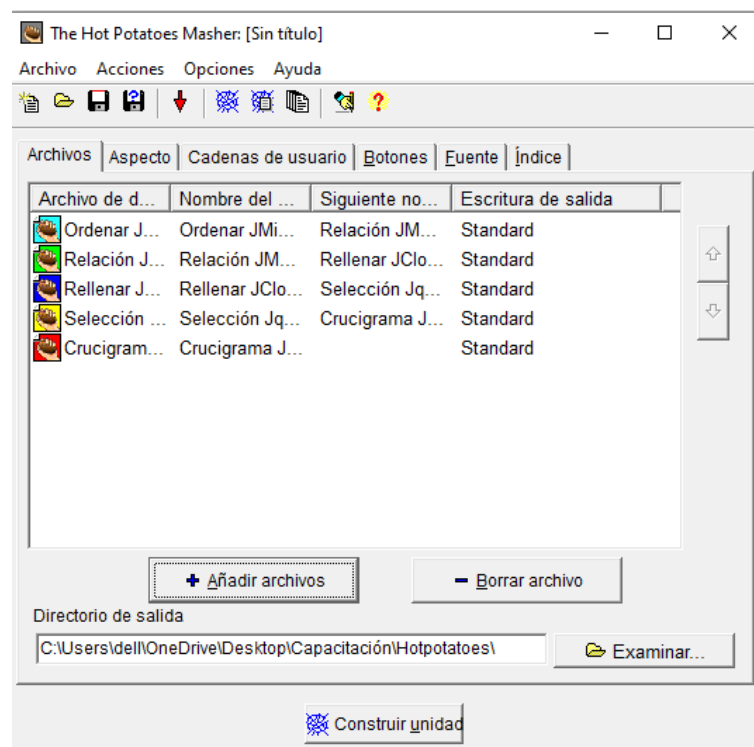 The Hot Potatoes Masher: [Sin título]
Archivo Acciones Opciones Ayuda
Archivos Aspecto Cadenas de usuario Botones Fuente Índice
Archivo de d... Nombre del ... Siguiente no... Escritura de salida
Ordenar J... Ordenar JMi... Relación JM... Standard
Relación J... Relación JM... Rellenar JClo... Standard
Rellenar J... Rellenar JClo... Selección Jq... Standard
Selección ... Selección Jq... Crucigrama J... Standard
Crucigram... Crucigrama J... Standard
+ Añadir archivos - Borrar archivo
Directorio de salida
C:\Users\dell\OneDrive\Desktop\Capacitación\Hotpotatoes\ Examinar...
Construir unidad